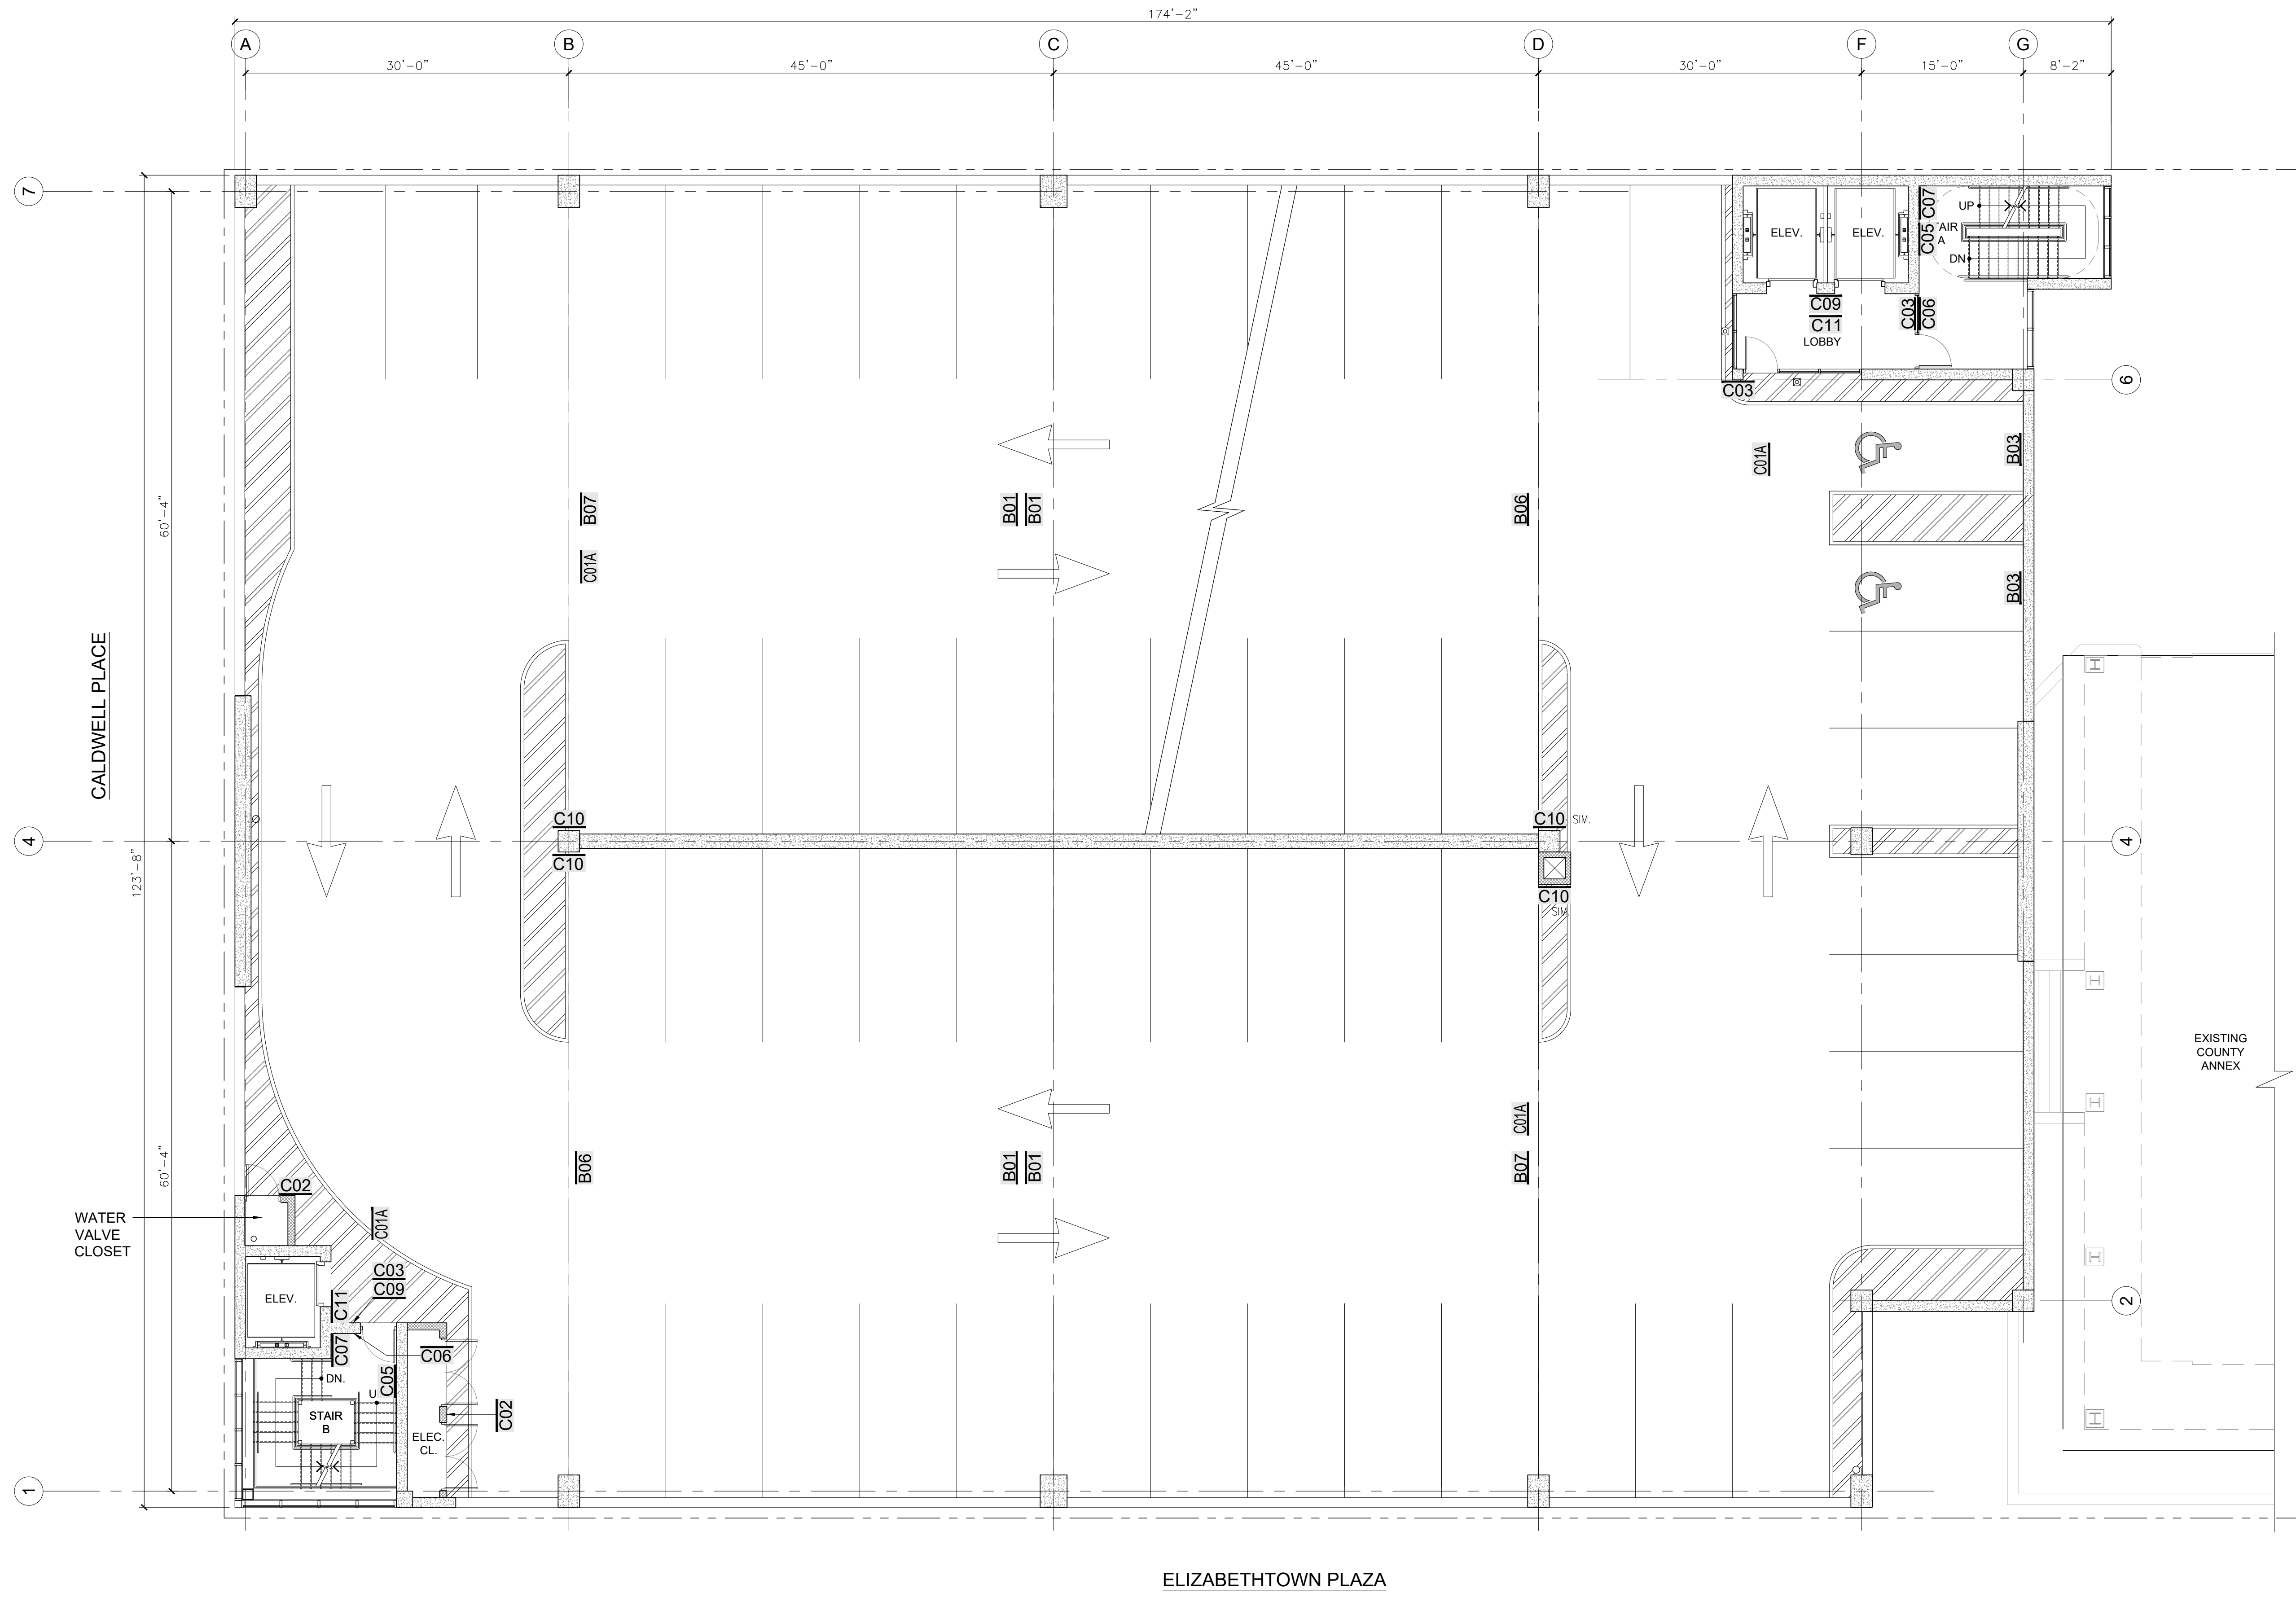 174'-2"
A
B
C
D
F
G
30'-0"
45'-0"
45'-0"
30'-0"
15'-0"
8'-2"
7
ELEV.
ELEV.
UP
C07
C05
AIR
A
DN
C09
C11
LOBBY
C03
C06
C03
6
C01A
B03
60'-4"
B07
B01
B01
B06
C01A
B03
CALDWELL PLACE
C10
C10 SIM.
4
4
C10
123'-8"
C10
SIM.
EXISTING
COUNTY
ANNEX
C01A
60'-4"
B06
B01
B01
B07
C02
WATER
VALVE
CLOSET
C01A
C03
C09
ELEV.
C11
2
C07
C06
DN.
C05
U
STAIR
B
C02
ELEC.
CL.
1
ELIZABETHTOWN PLAZA